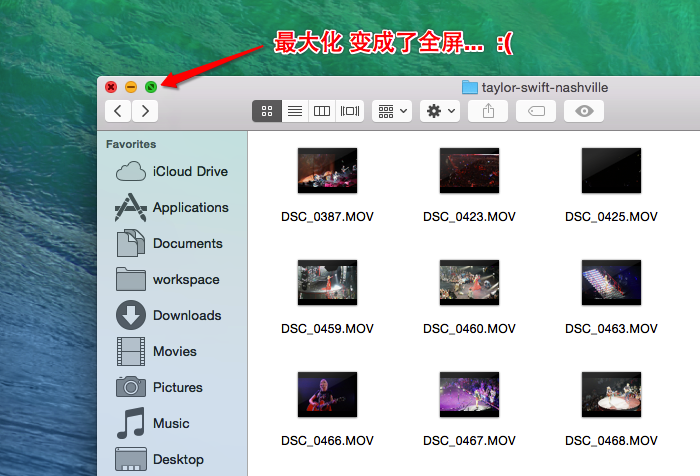 最大化 变成了全屏... :(
taylor-swift-nashville
Favorites
iCloud Drive
Applications
Documents
workspace
Downloads
Movies
Pictures
Music
Desktop
DSC_0387.MOV DSC_0423.MOV DSC_0425.MOV
DSC_0459.MOV DSC_0460.MOV DSC_0463.MOV
DSC_0466.MOV DSC_0467.MOV DSC_0468.MOV